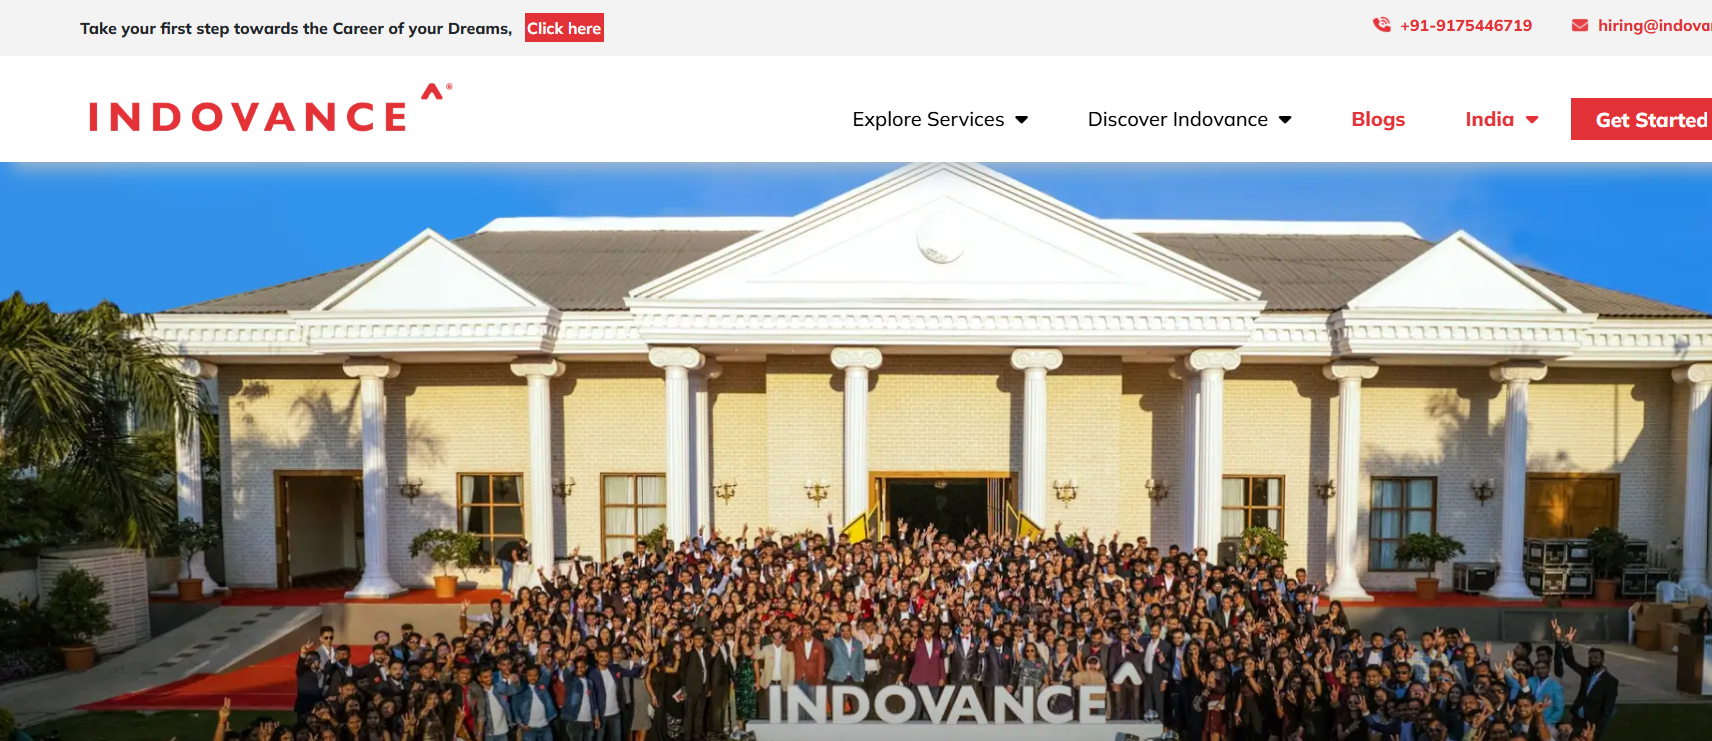 Take your first step towards the Career of your Dreams, Click here
+91-9175446719
hiring@indova
INDOVANCE ®
Explore Services
Discover Indovance
Blogs
India
Get Started
INDOVANCE